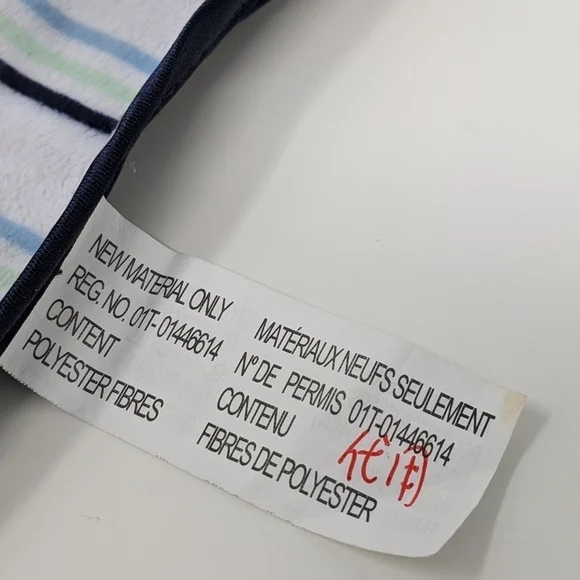 NEW MATERIAL ONLY
REG. NO. 01T-01446614
CONTENT
POLYESTER FIBRES
MATÉRIAUX NEUFS SEULEMENT
N° DE PERMIS 01T-01446614
CONTENU
FIBRES DE POLYESTER